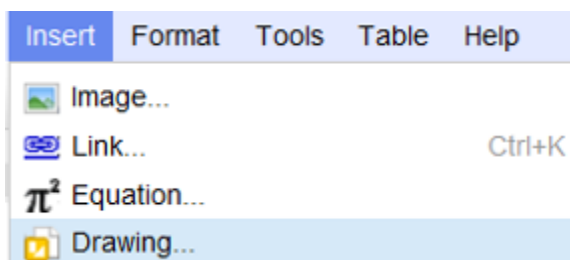 Insert Format Tools Table Help
Image...
Link... Ctrl+K
π² Equation...
Drawing...